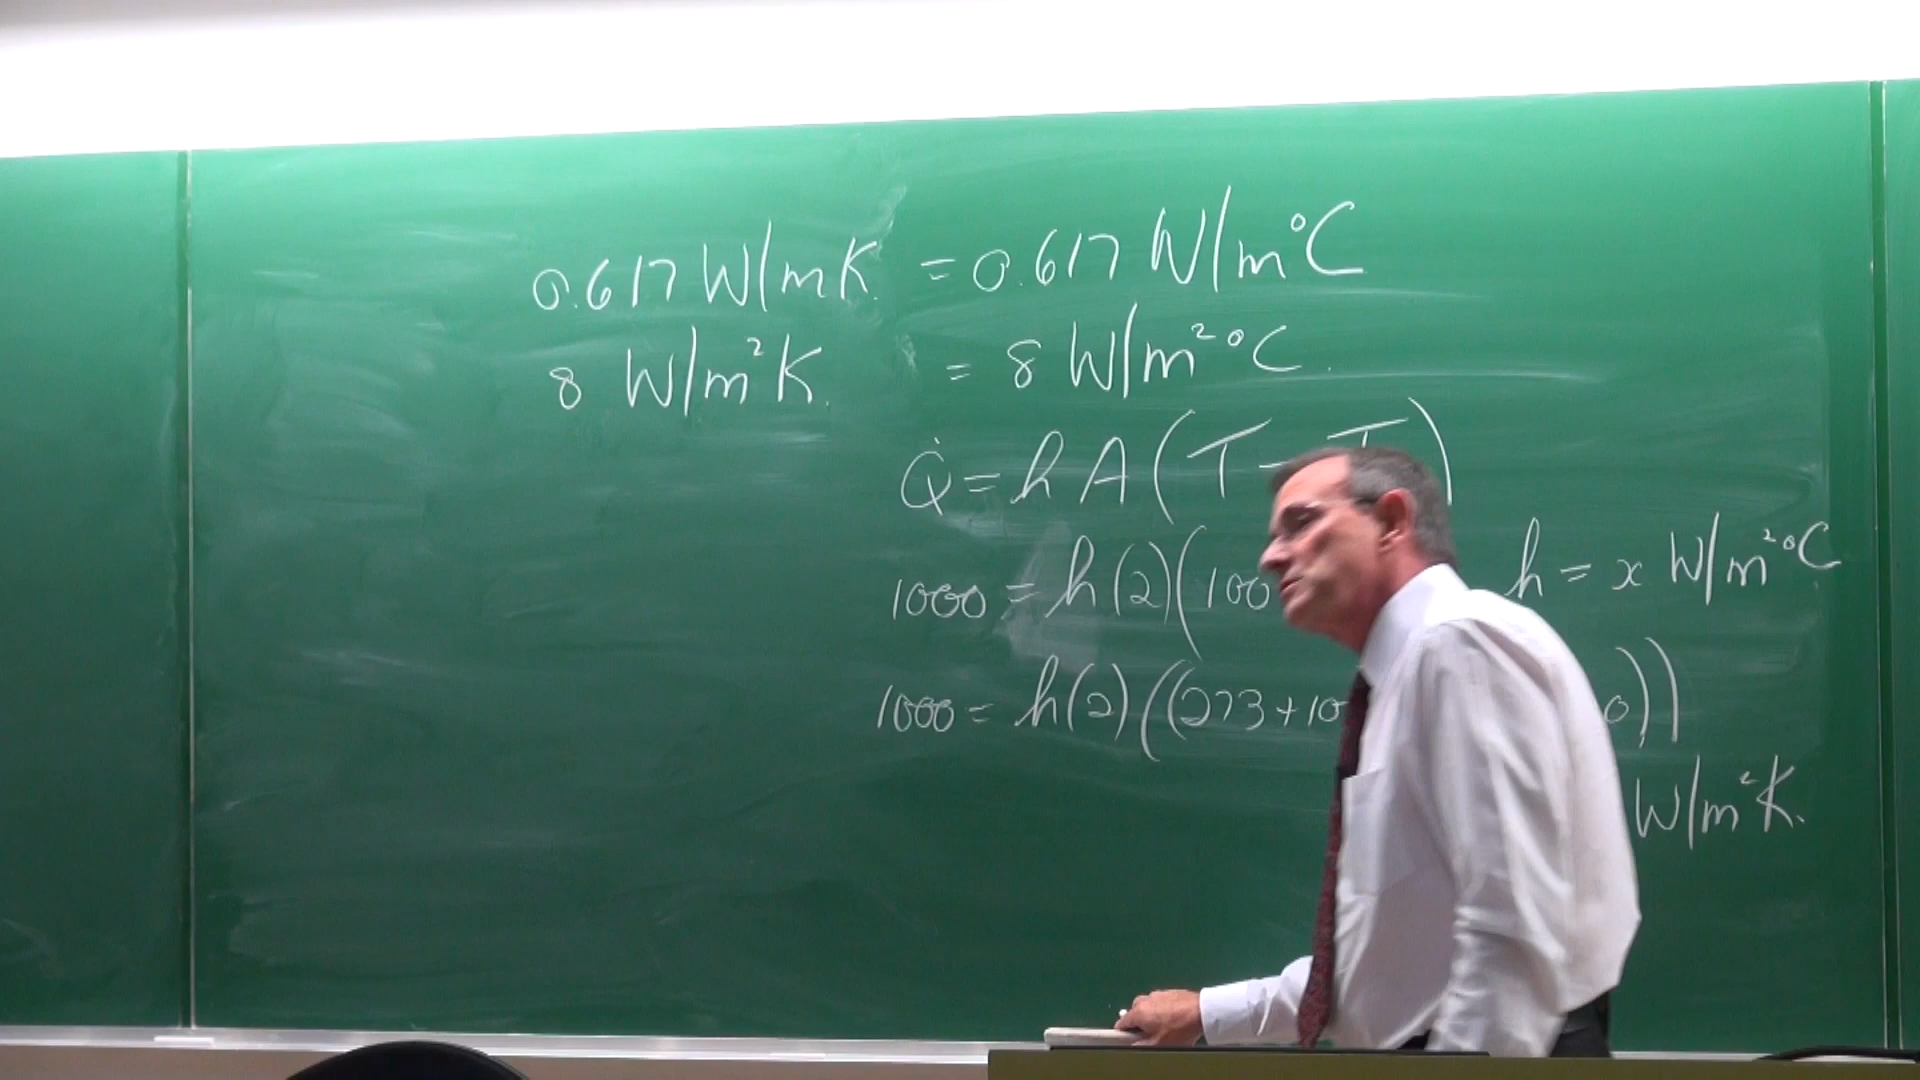 0.617 W/mK = 0.617 W/m°C
8 W/m²K = 8 W/m²°C
Q̇ = hA(T - T )
1000 = h(2)(100 h = x W/m²°C
1000 = h(2)((273+10 0))
W/m²K